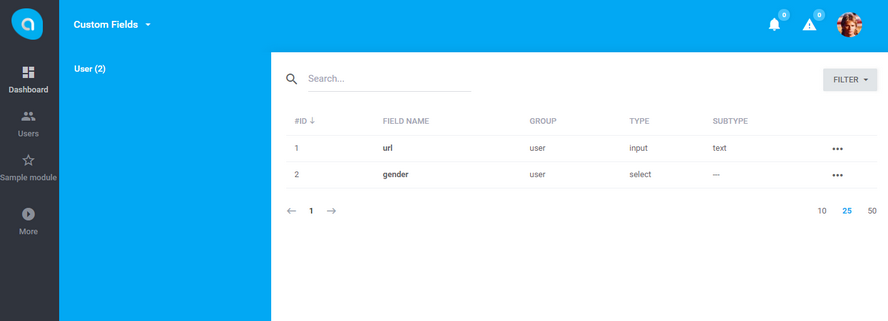 Custom Fields
0
0
User (2)
Dashboard
Users
Sample module
More
Search...
FILTER
#ID ↓ FIELD NAME GROUP TYPE SUBTYPE
1 url user input text •••
2 gender user select — •••
← 1 → 10 25 50